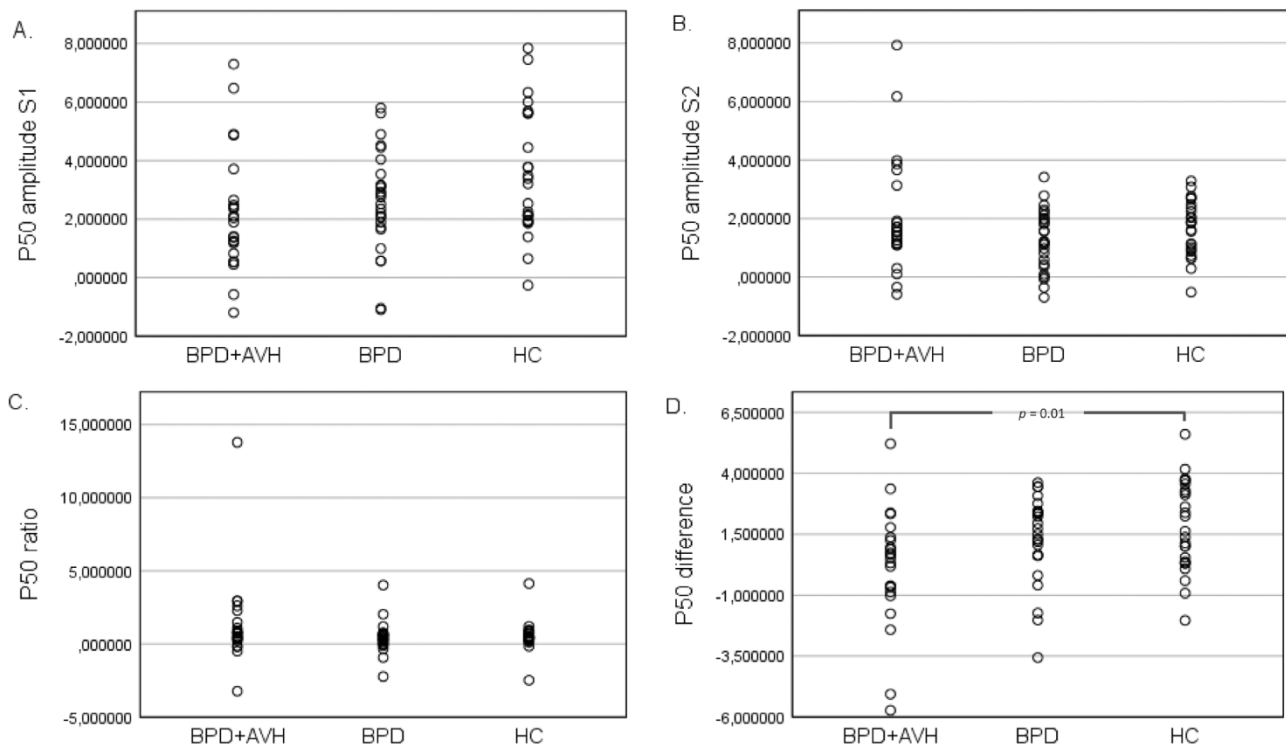 A.
P50 amplitude S1
8,000000
6,000000
4,000000
2,000000
,000000
-2,000000
BPD+AVH BPD HC
B.
P50 amplitude S2
8,000000
6,000000
4,000000
2,000000
,000000
-2,000000
BPD+AVH BPD HC
C.
P50 ratio
15,000000
10,000000
5,000000
,000000
-5,000000
BPD+AVH BPD HC
D.
P50 difference
6,500000
4,000000
1,500000
-1,000000
-3,500000
-6,000000
p = 0.01
BPD+AVH BPD HC